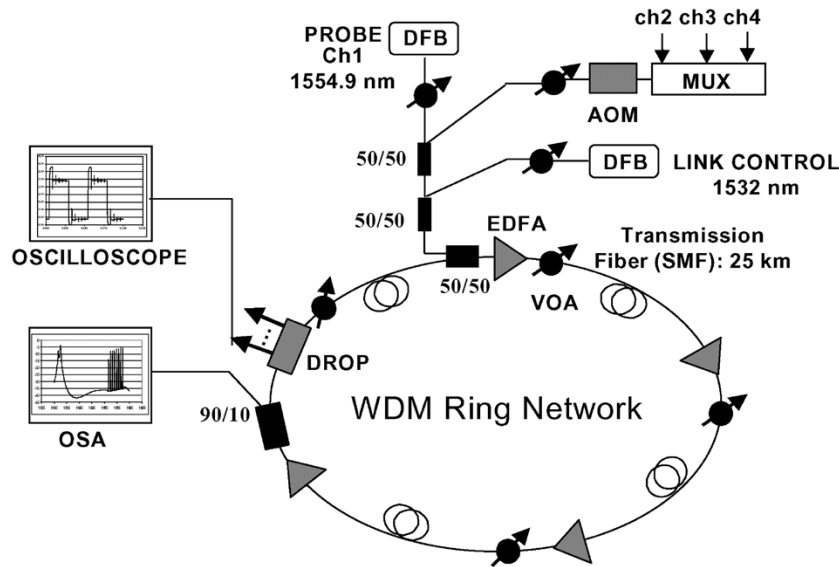 PROBE
Ch1
1554.9 nm
DFB
ch2 ch3 ch4
MUX
AOM
50/50
DFB
LINK CONTROL
1532 nm
50/50
EDFA
Transmission
Fiber (SMF): 25 km
50/50
VOA
OSCILLOSCOPE
DROP
90/10
OSA
WDM Ring Network